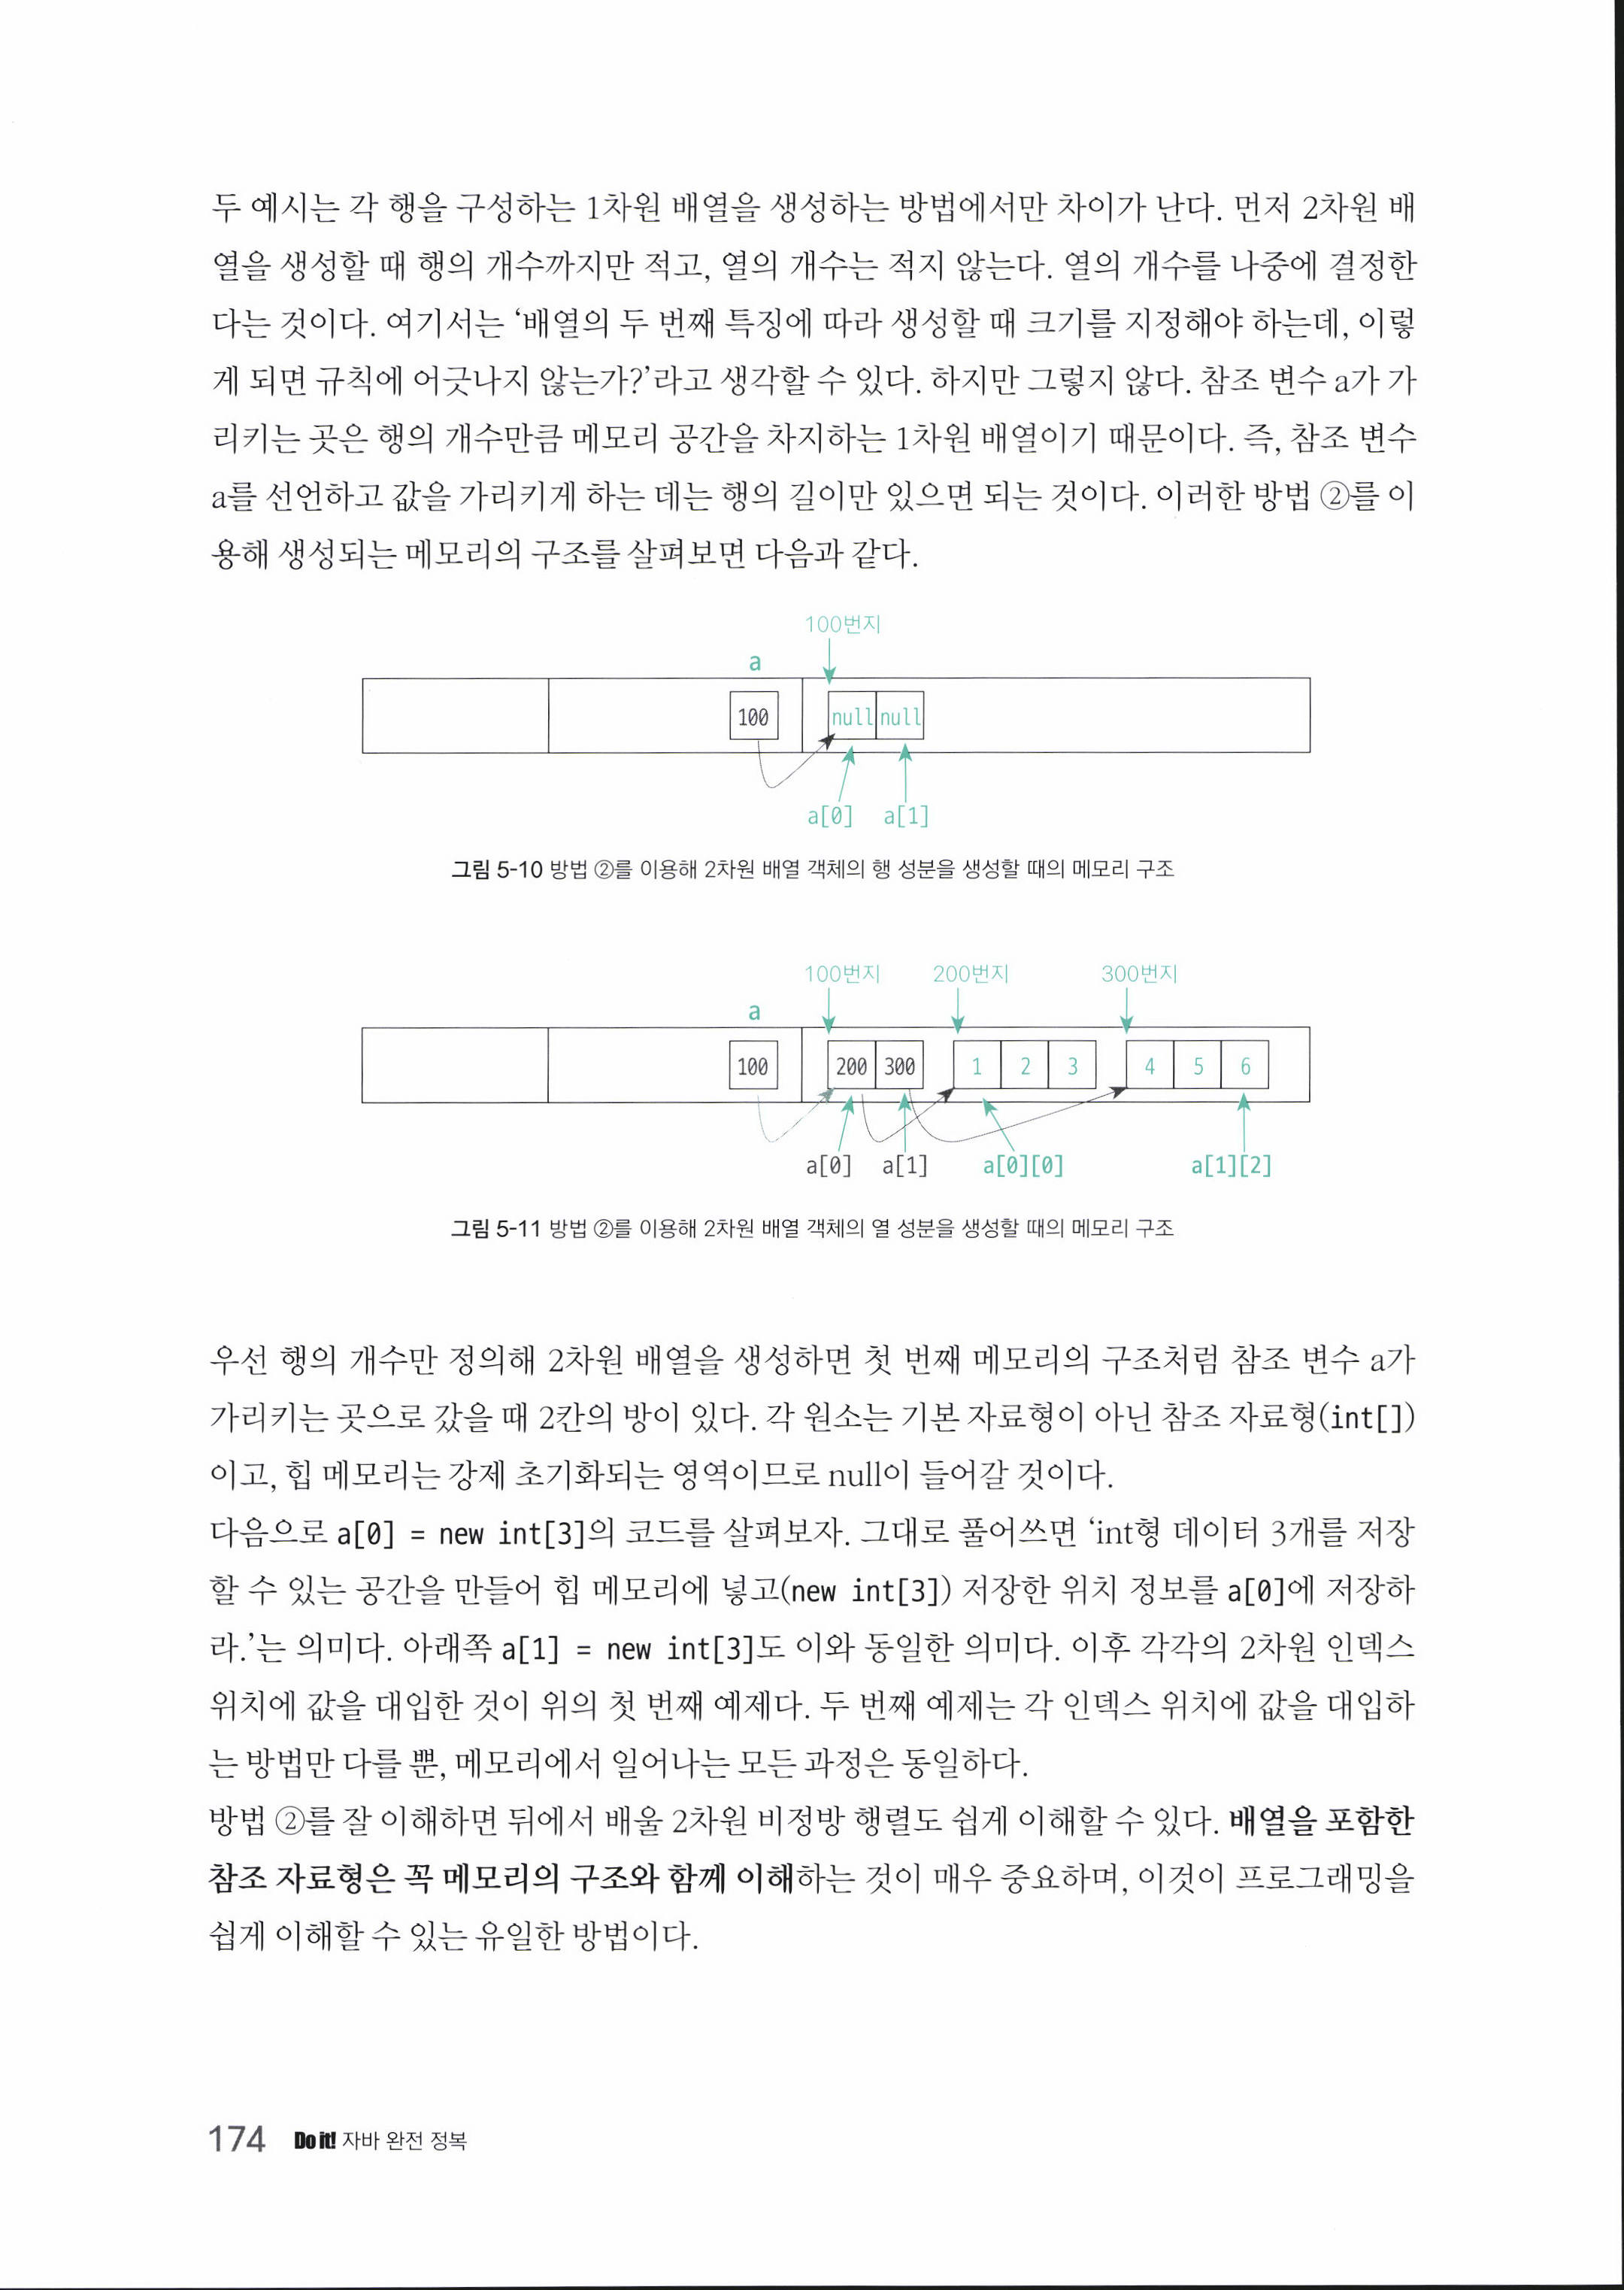 두 예시는 각 행을 구성하는 1차원 배열을 생성하는 방법에서만 차이가 난다. 먼저 2차원 배
열을 생성할 때 행의 개수까지만 적고, 열의 개수는 적지 않는다. 열의 개수를 나중에 결정한
다는 것이다. 여기서는 ‘배열의 두 번째 특징에 따라 생성할 때 크기를 지정해야 하는데, 이렇
게 되면 규칙에 어긋나지 않는가?’라고 생각할 수 있다. 하지만 그렇지 않다. 참조 변수 a가 가
리키는 곳은 행의 개수만큼 메모리 공간을 차지하는 1차원 배열이기 때문이다. 즉, 참조 변수
a를 선언하고 값을 가리키게 하는 데는 행의 길이만 있으면 되는 것이다. 이러한 방법 ②를 이
용해 생성되는 메모리의 구조를 살펴보면 다음과 같다.
100번지
a
100 null null
a[0] a[1]
그림 5-10 방법 ②를 이용해 2차원 배열 객체의 행 성분을 생성할 때의 메모리 구조
100번지 200번지 300번지
a
100 200 300 1 2 3 4 5 6
a[0] a[1] a[0][0] a[1][2]
그림 5-11 방법 ②를 이용해 2차원 배열 객체의 열 성분을 생성할 때의 메모리 구조
우선 행의 개수만 정의해 2차원 배열을 생성하면 첫 번째 메모리의 구조처럼 참조 변수 a가
가리키는 곳으로 갔을 때 2칸의 방이 있다. 각 원소는 기본 자료형이 아닌 참조 자료형(int[])
이고, 힙 메모리는 강제 초기화되는 영역이므로 null이 들어갈 것이다.
다음으로 a[0] = new int[3]의 코드를 살펴보자. 그대로 풀어쓰면 ‘int형 데이터 3개를 저장
할 수 있는 공간을 만들어 힙 메모리에 넣고(new int[3]) 저장한 위치 정보를 a[0]에 저장하
라.’는 의미다. 아래쪽 a[1] = new int[3]도 이와 동일한 의미다. 이후 각각의 2차원 인덱스
위치에 값을 대입한 것이 위의 첫 번째 예제다. 두 번째 예제는 각 인덱스 위치에 값을 대입하
는 방법만 다를 뿐, 메모리에서 일어나는 모든 과정은 동일하다.
방법 ②를 잘 이해하면 뒤에서 배울 2차원 비정방 행렬도 쉽게 이해할 수 있다. 배열을 포함한
참조 자료형은 꼭 메모리의 구조와 함께 이해하는 것이 매우 중요하며, 이것이 프로그래밍을
쉽게 이해할 수 있는 유일한 방법이다.
174 Do it! 자바 완전 정복